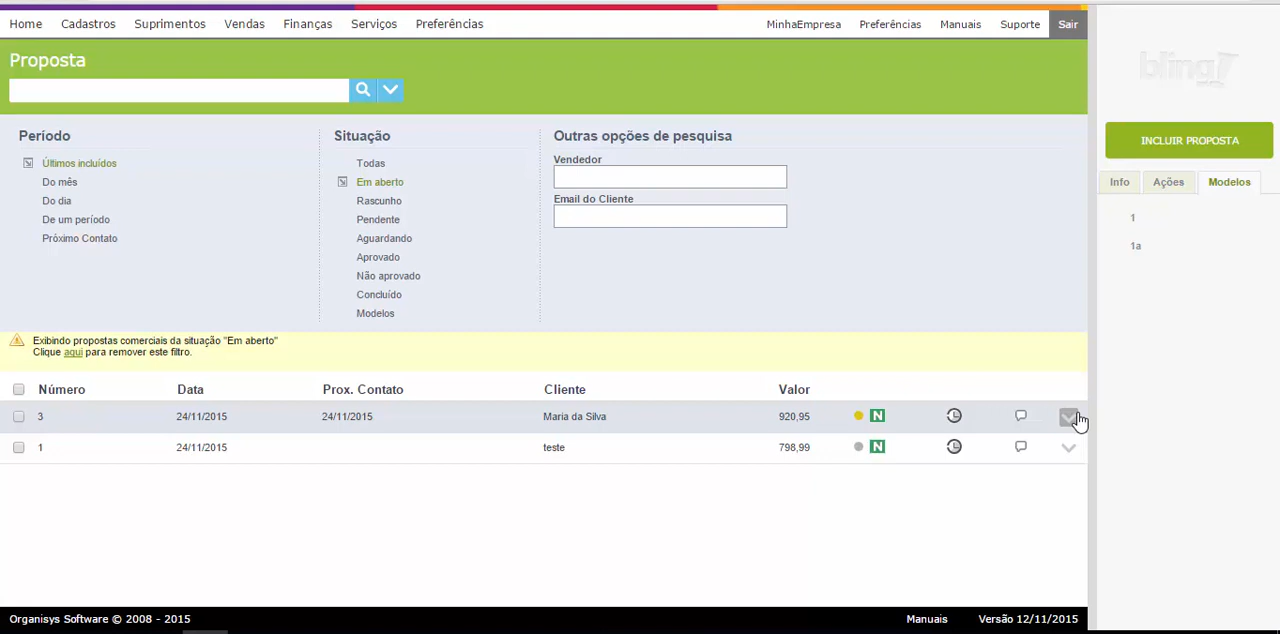 Home Cadastros Suprimentos Vendas Finanças Serviços Preferências MinhaEmpresa Preferências Manuais Suporte Sair
bling!
Proposta
INCLUIR PROPOSTA
Info Ações Modelos
1
1a
Período
Últimos incluídos
Do mês
Do dia
De um período
Próximo Contato
Situação
Todas
Em aberto
Rascunho
Pendente
Aguardando
Aprovado
Não aprovado
Concluído
Modelos
Outras opções de pesquisa
Vendedor
Email do Cliente
Exibindo propostas comerciais da situação "Em aberto"
Clique aqui para remover este filtro.
Número Data Prox. Contato Cliente Valor
3 24/11/2015 24/11/2015 Maria da Silva 920,95 N
1 24/11/2015 teste 798,99 N
Organisys Software © 2008 - 2015 Manuais Versão 12/11/2015